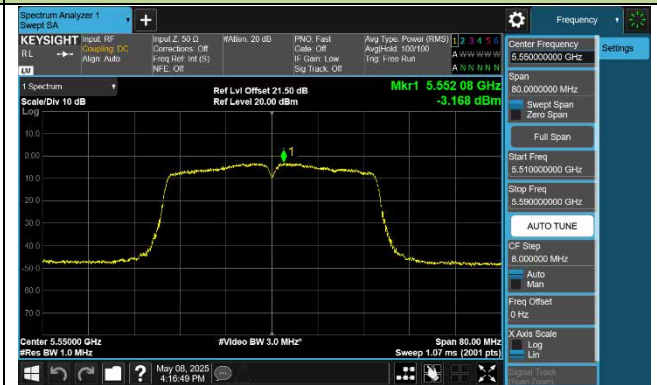 Spectrum Analyzer 1
Swept SA
+
Frequency
KEYSIGHT
RL
LXI
Input: RF
Coupling: DC
Align: Auto
Input Z: 50 Ω
Corrections: Off
Freq Ref: Int (S)
NFE: Off
#Atten: 20 dB
PNO: Fast
Gate: Off
IF Gain: Low
Sig Track: Off
Avg Type: Power (RMS)
Avg|Hold: 100/100
Trig: Free Run
1 2 3 4 5 6
A W W W W W
A N N N N N
Center Frequency
5.550000000 GHz
Settings
Span
80.0000000 MHz
Swept Span
Zero Span
Full Span
Start Freq
5.510000000 GHz
Stop Freq
5.590000000 GHz
AUTO TUNE
CF Step
8.000000 MHz
Auto
Man
Freq Offset
0 Hz
X Axis Scale
Log
Lin
Signal Track
(Span Zoom)
1 Spectrum
Scale/Div 10 dB
Log
Ref Lvl Offset 21.50 dB
Ref Level 20.00 dBm
Mkr1 5.552 08 GHz
-3.168 dBm
10.0
0.00
1
-10.0
-20.0
-30.0
-40.0
-50.0
-60.0
-70.0
Center 5.55000 GHz
#Res BW 1.0 MHz
#Video BW 3.0 MHz*
Span 80.00 MHz
Sweep 1.07 ms (2001 pts)
?
May 08, 2025
4:16:49 PM